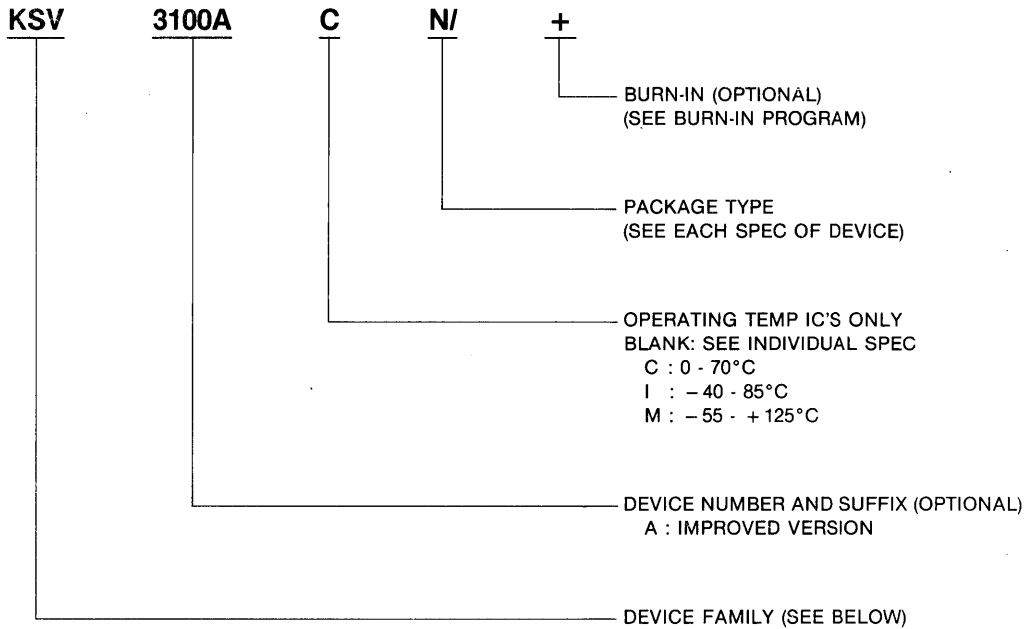 KSV 3100A C N/ +
BURN-IN (OPTIONAL)
(SEE BURN-IN PROGRAM)
PACKAGE TYPE
(SEE EACH SPEC OF DEVICE)
OPERATING TEMP IC'S ONLY
BLANK: SEE INDIVIDUAL SPEC
C : 0 - 70°C
I : – 40 - 85°C
M : – 55 - + 125°C
DEVICE NUMBER AND SUFFIX (OPTIONAL)
A : IMPROVED VERSION
DEVICE FAMILY (SEE BELOW)